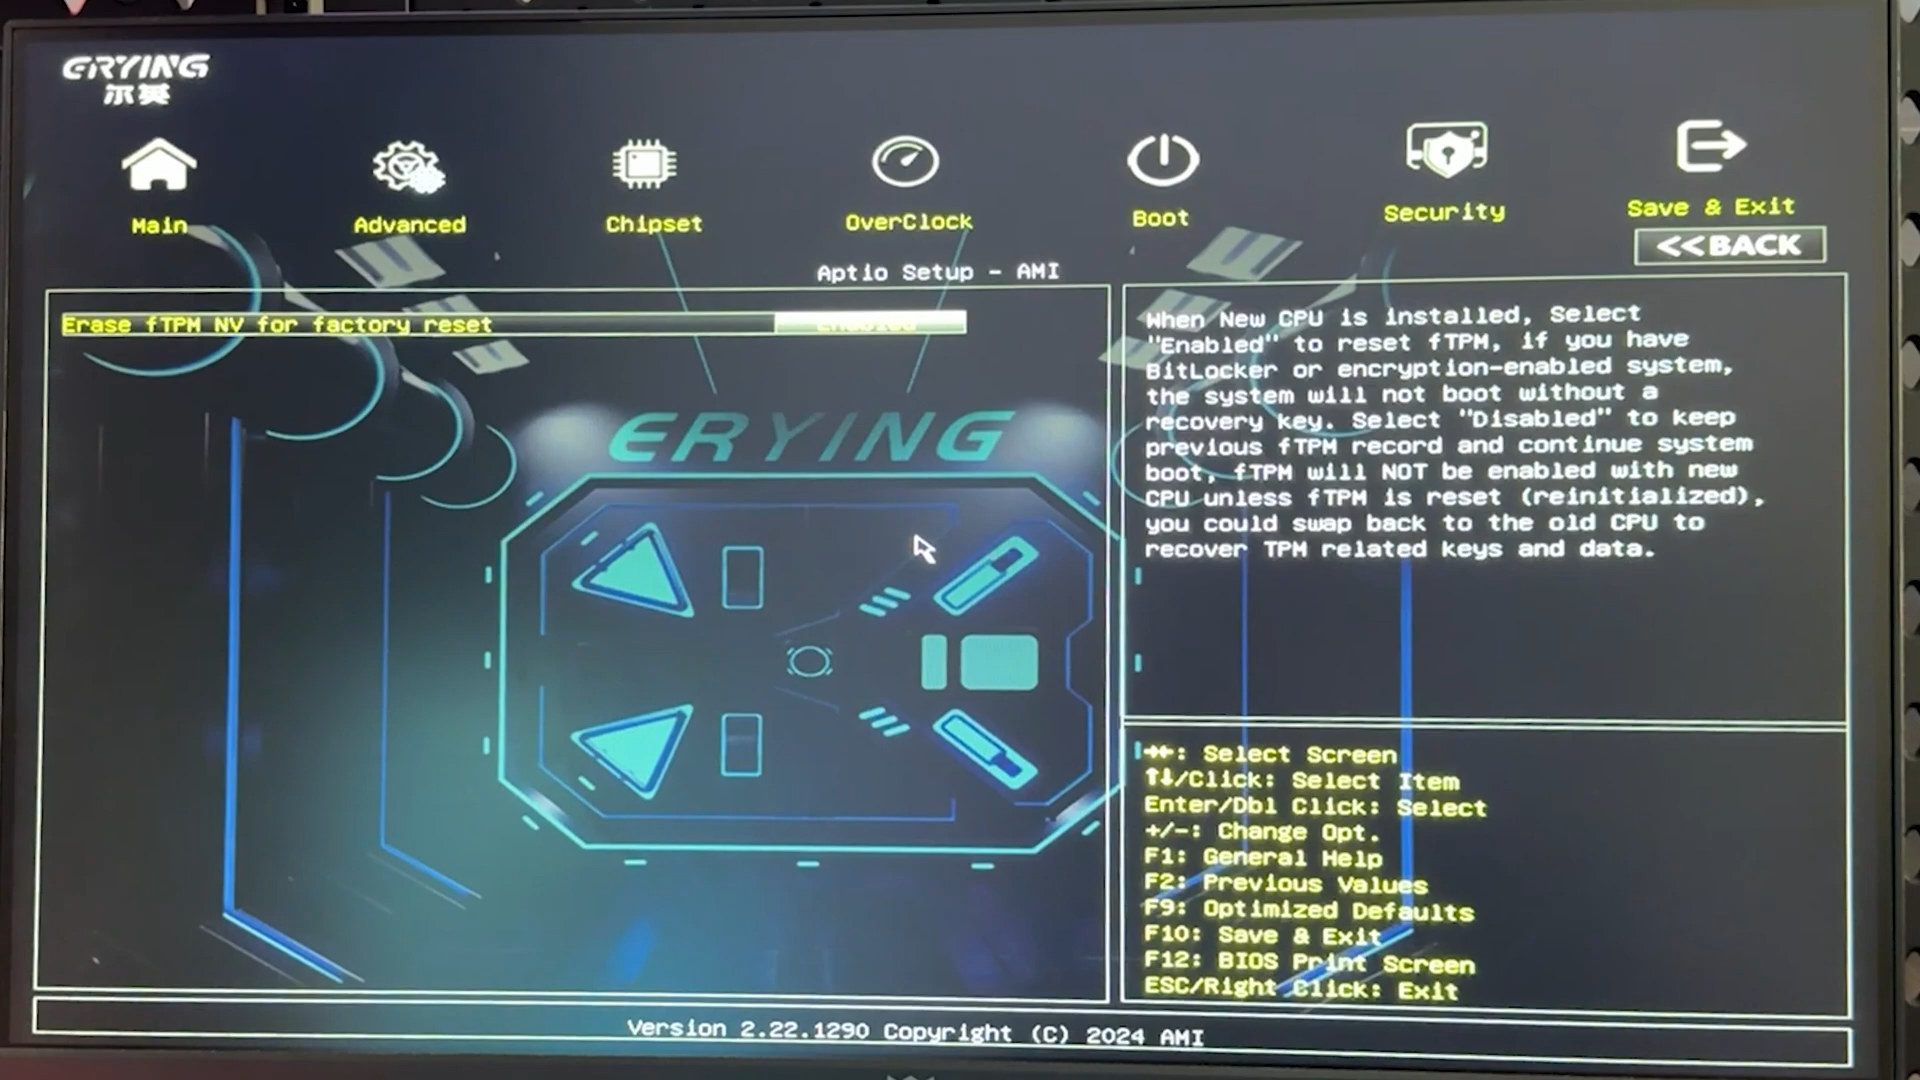 ERYING
尔英
Main
Advanced
Chipset
OverClock
Boot
Security
Save & Exit
<<BACK
Aptio Setup – AMI
Erase fTPM NV for factory reset
Enabled
When New CPU is installed, Select
"Enabled" to reset fTPM, if you have
BitLocker or encryption-enabled system,
the system will not boot without a
recovery key. Select "Disabled" to keep
previous fTPM record and continue system
boot, fTPM will NOT be enabled with new
CPU unless fTPM is reset (reinitialized),
you could swap back to the old CPU to
recover TPM related keys and data.
ERYING
→←: Select Screen
↑↓/Click: Select Item
Enter/Dbl Click: Select
+/-: Change Opt.
F1: General Help
F2: Previous Values
F9: Optimized Defaults
F10: Save & Exit
F12: BIOS Print Screen
ESC/Right Click: Exit
Version 2.22.1290 Copyright (C) 2024 AMI